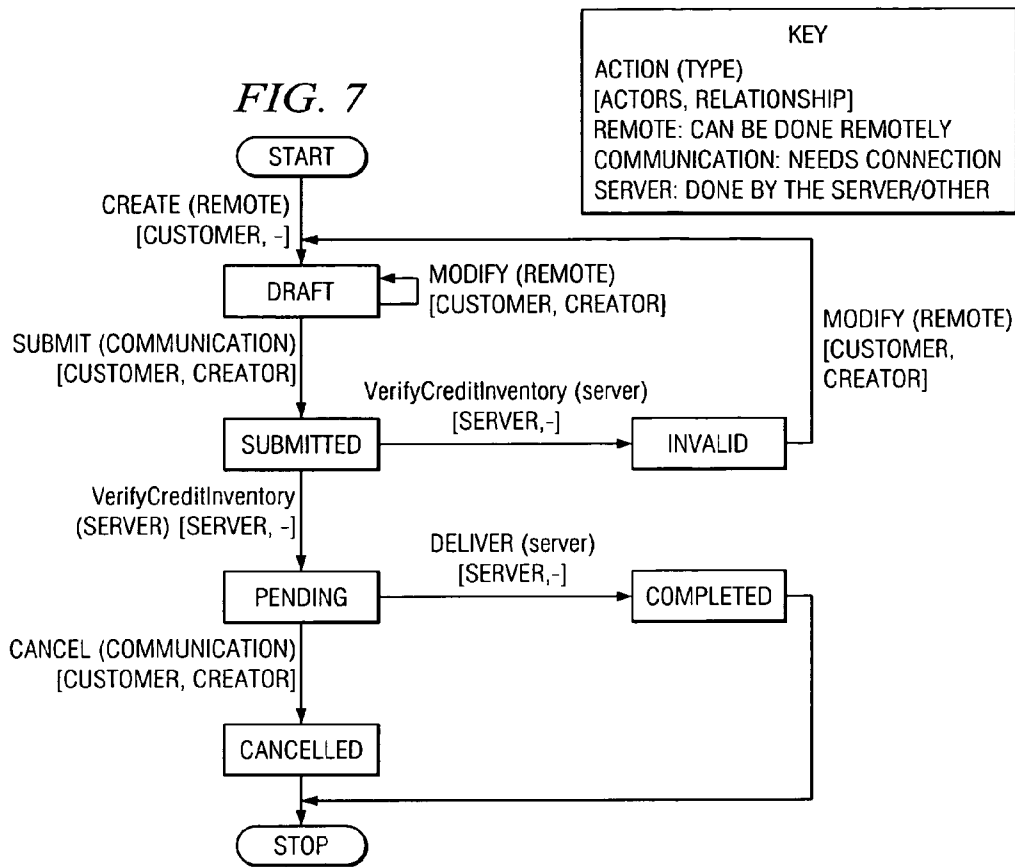 KEY
ACTION (TYPE)
[ACTORS, RELATIONSHIP]
REMOTE: CAN BE DONE REMOTELY
COMMUNICATION: NEEDS CONNECTION
SERVER: DONE BY THE SERVER/OTHER
FIG. 7
START
CREATE (REMOTE)
[CUSTOMER, -]
DRAFT
MODIFY (REMOTE)
[CUSTOMER, CREATOR]
MODIFY (REMOTE)
[CUSTOMER,
CREATOR]
SUBMIT (COMMUNICATION)
[CUSTOMER, CREATOR]
VerifyCreditInventory (server)
[SERVER,-]
SUBMITTED
INVALID
VerifyCreditInventory
(SERVER) [SERVER, -]
DELIVER (server)
[SERVER,-]
PENDING
COMPLETED
CANCEL (COMMUNICATION)
[CUSTOMER, CREATOR]
CANCELLED
STOP